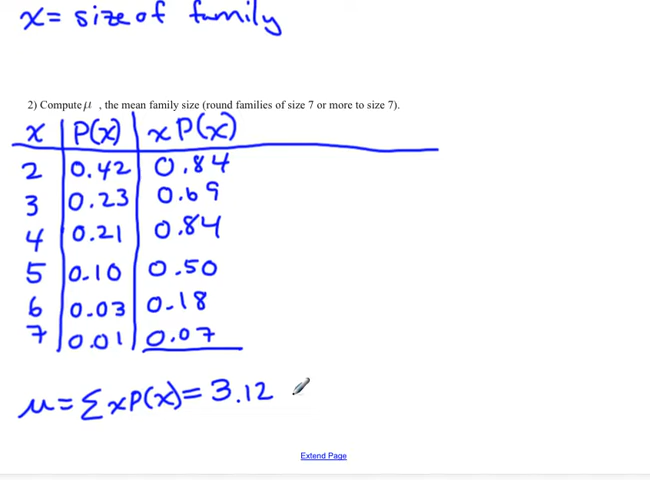 x = size of family
2) Compute μ , the mean family size (round families of size 7 or more to size 7).
x P(x) xP(x)
2 0.42 0.84
3 0.23 0.69
4 0.21 0.84
5 0.10 0.50
6 0.03 0.18
7 0.01 0.07
μ = Σ xP(x) = 3.12
Extend Page